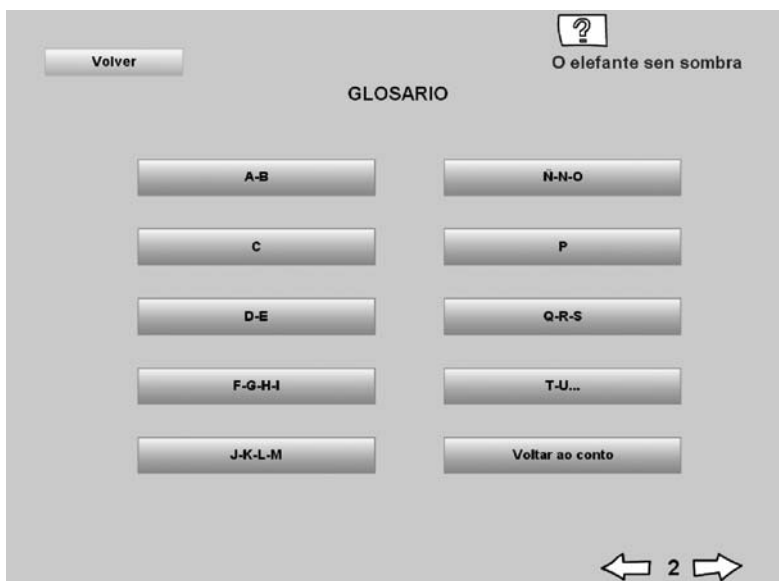 Volver
?
O elefante sen sombra
GLOSARIO
A-B
Ñ-N-O
C
P
D-E
Q-R-S
F-G-H-I
T-U...
J-K-L-M
Voltar ao conto
2